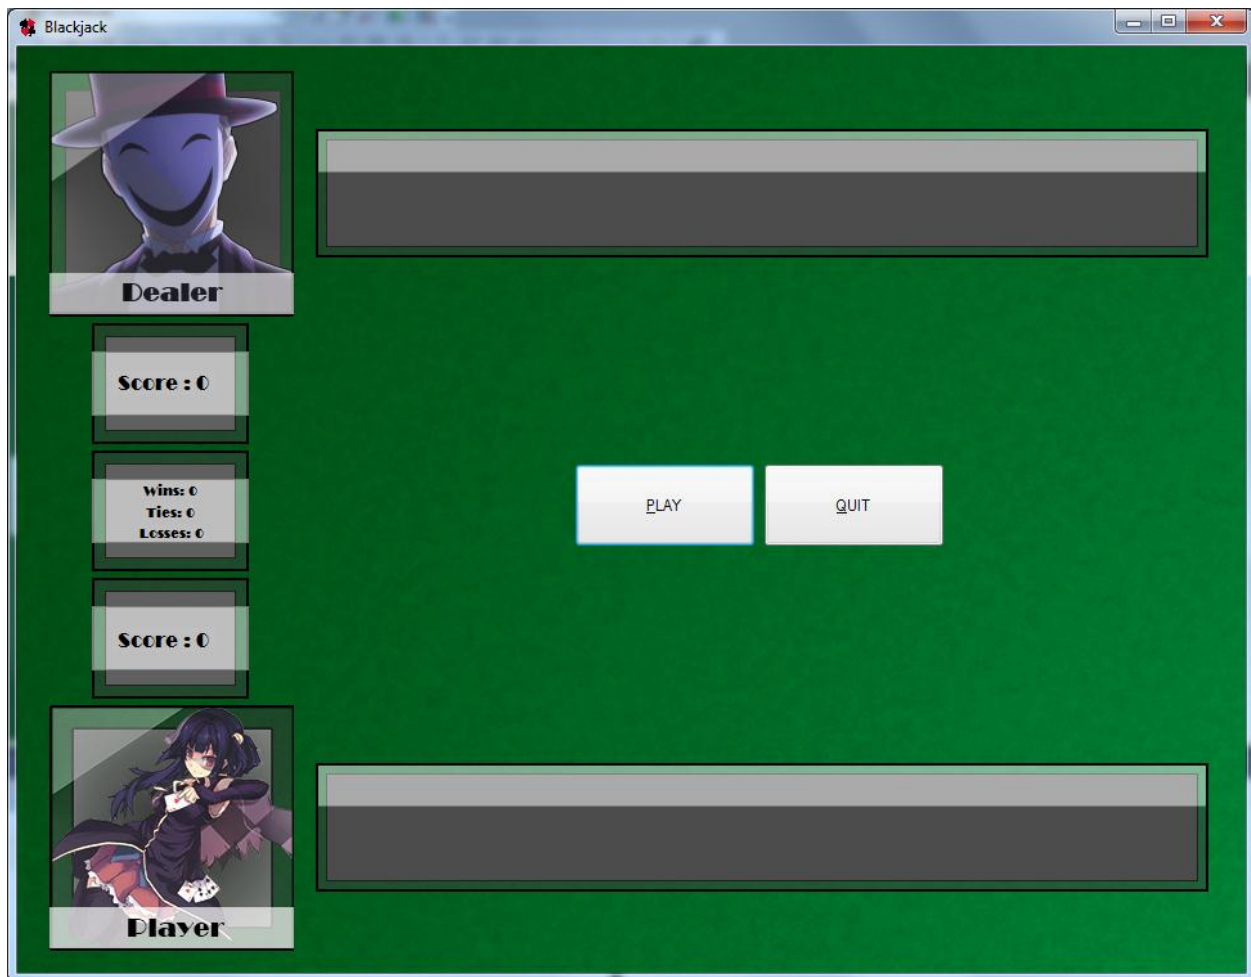 Blackjack
Dealer
Score : 0
Wins: 0
Ties: 0
Losses: 0
PLAY
QUIT
Score : 0
Player